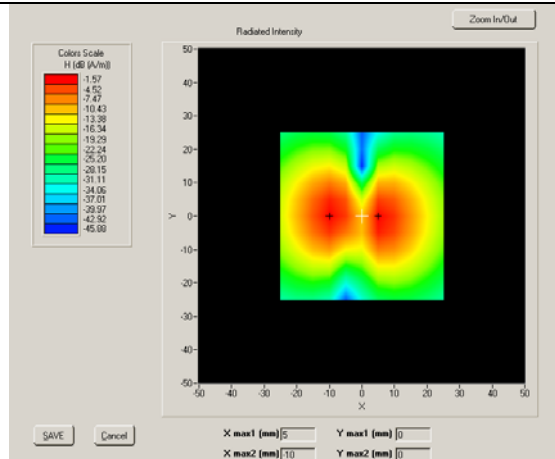 Zoom In/Out
Radiated Intensity
Colors Scale
H (dB (A/m))
-1.57
-4.52
-7.47
-10.43
-13.38
-16.34
-19.29
-22.24
-25.20
-28.15
-31.11
-34.06
-37.01
-39.97
-42.92
-45.88
50
40
30
20
10
0
-10
-20
-30
-40
-50
Y
-50 -40 -30 -20 -10 0 10 20 30 40 50
X
SAVE Cancel
X max1 (mm) 5 Y max1 (mm) 0
X max2 (mm) -10 Y max2 (mm) 0